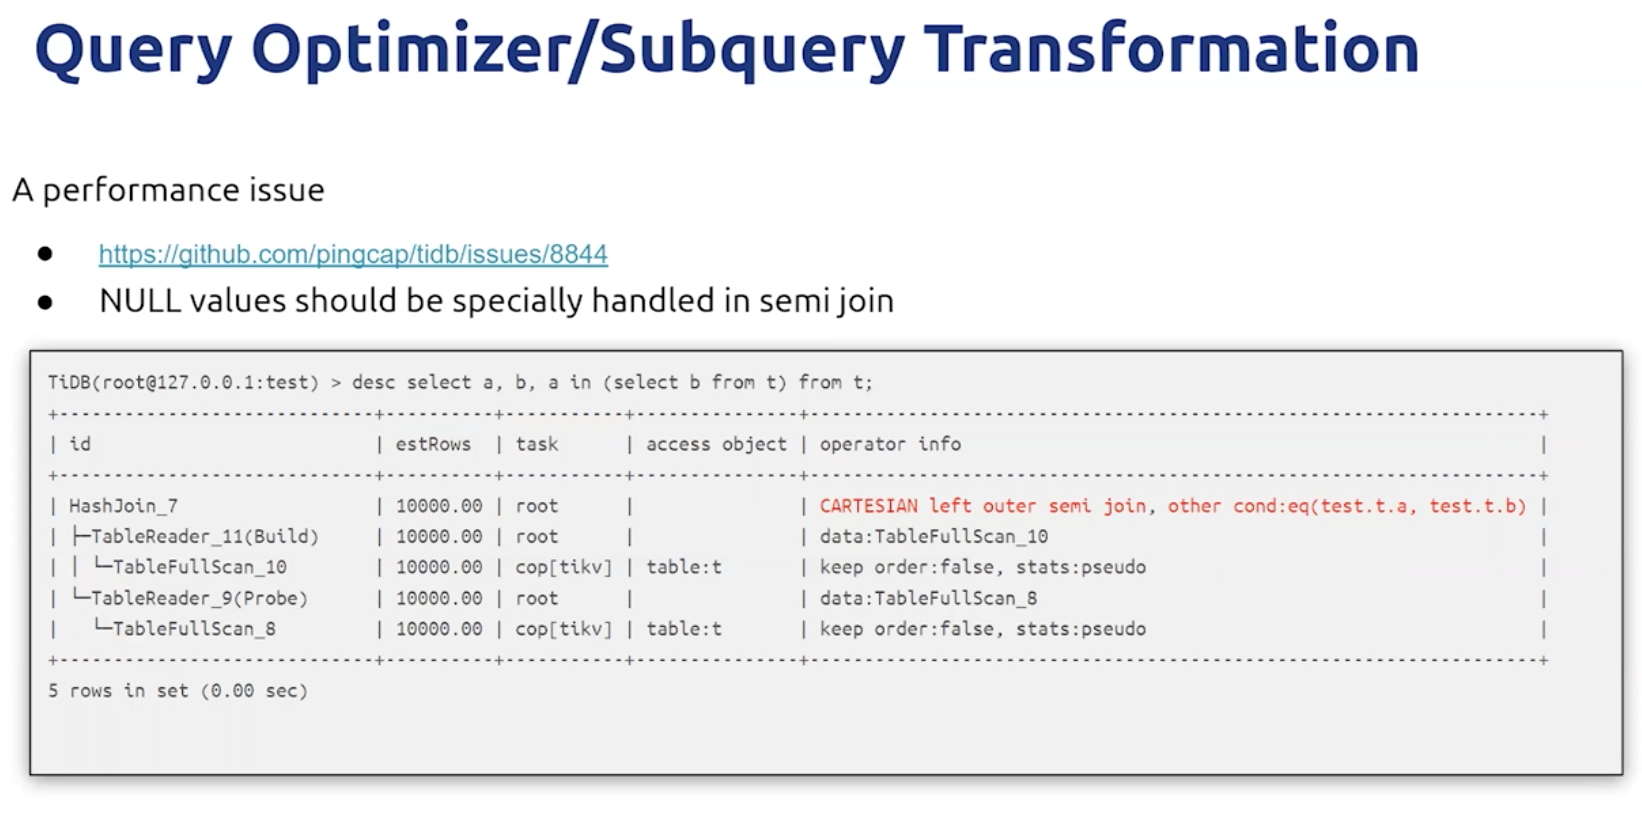 Query Optimizer/Subquery Transformation
A performance issue
● https://github.com/pingcap/tidb/issues/8844
● NULL values should be specially handled in semi join
TiDB(root@127.0.0.1:test) > desc select a, b, a in (select b from t) from t;
+------------------------------+----------+-----------+---------------+---------------------------------------------------------------------+
| id | estRows | task | access object | operator info |
+------------------------------+----------+-----------+---------------+---------------------------------------------------------------------+
| HashJoin_7 | 10000.00 | root | | CARTESIAN left outer semi join, other cond:eq(test.t.a, test.t.b) |
| ├─TableReader_11(Build) | 10000.00 | root | | data:TableFullScan_10 |
| │ └─TableFullScan_10 | 10000.00 | cop[tikv] | table:t | keep order:false, stats:pseudo |
| └─TableReader_9(Probe) | 10000.00 | root | | data:TableFullScan_8 |
| └─TableFullScan_8 | 10000.00 | cop[tikv] | table:t | keep order:false, stats:pseudo |
+------------------------------+----------+-----------+---------------+---------------------------------------------------------------------+
5 rows in set (0.00 sec)